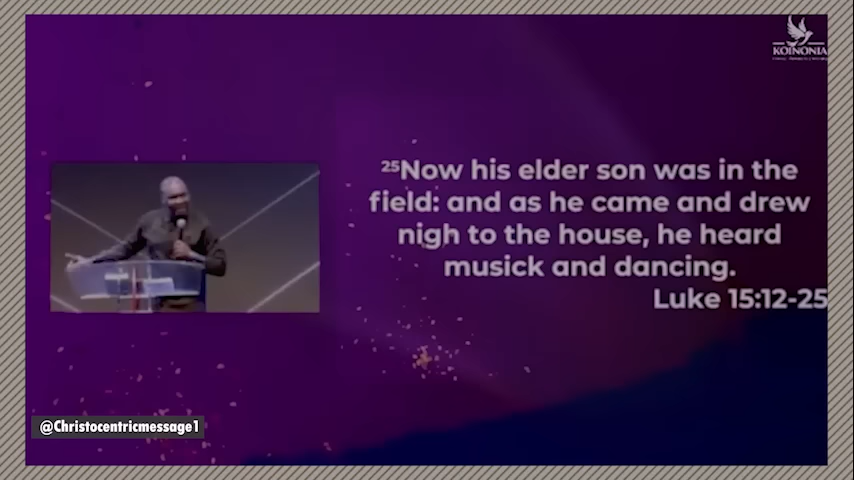 KOINONIA
²⁵Now his elder son was in the
field: and as he came and drew
nigh to the house, he heard
musick and dancing.
Luke 15:12-25
@Christocentricmessage1